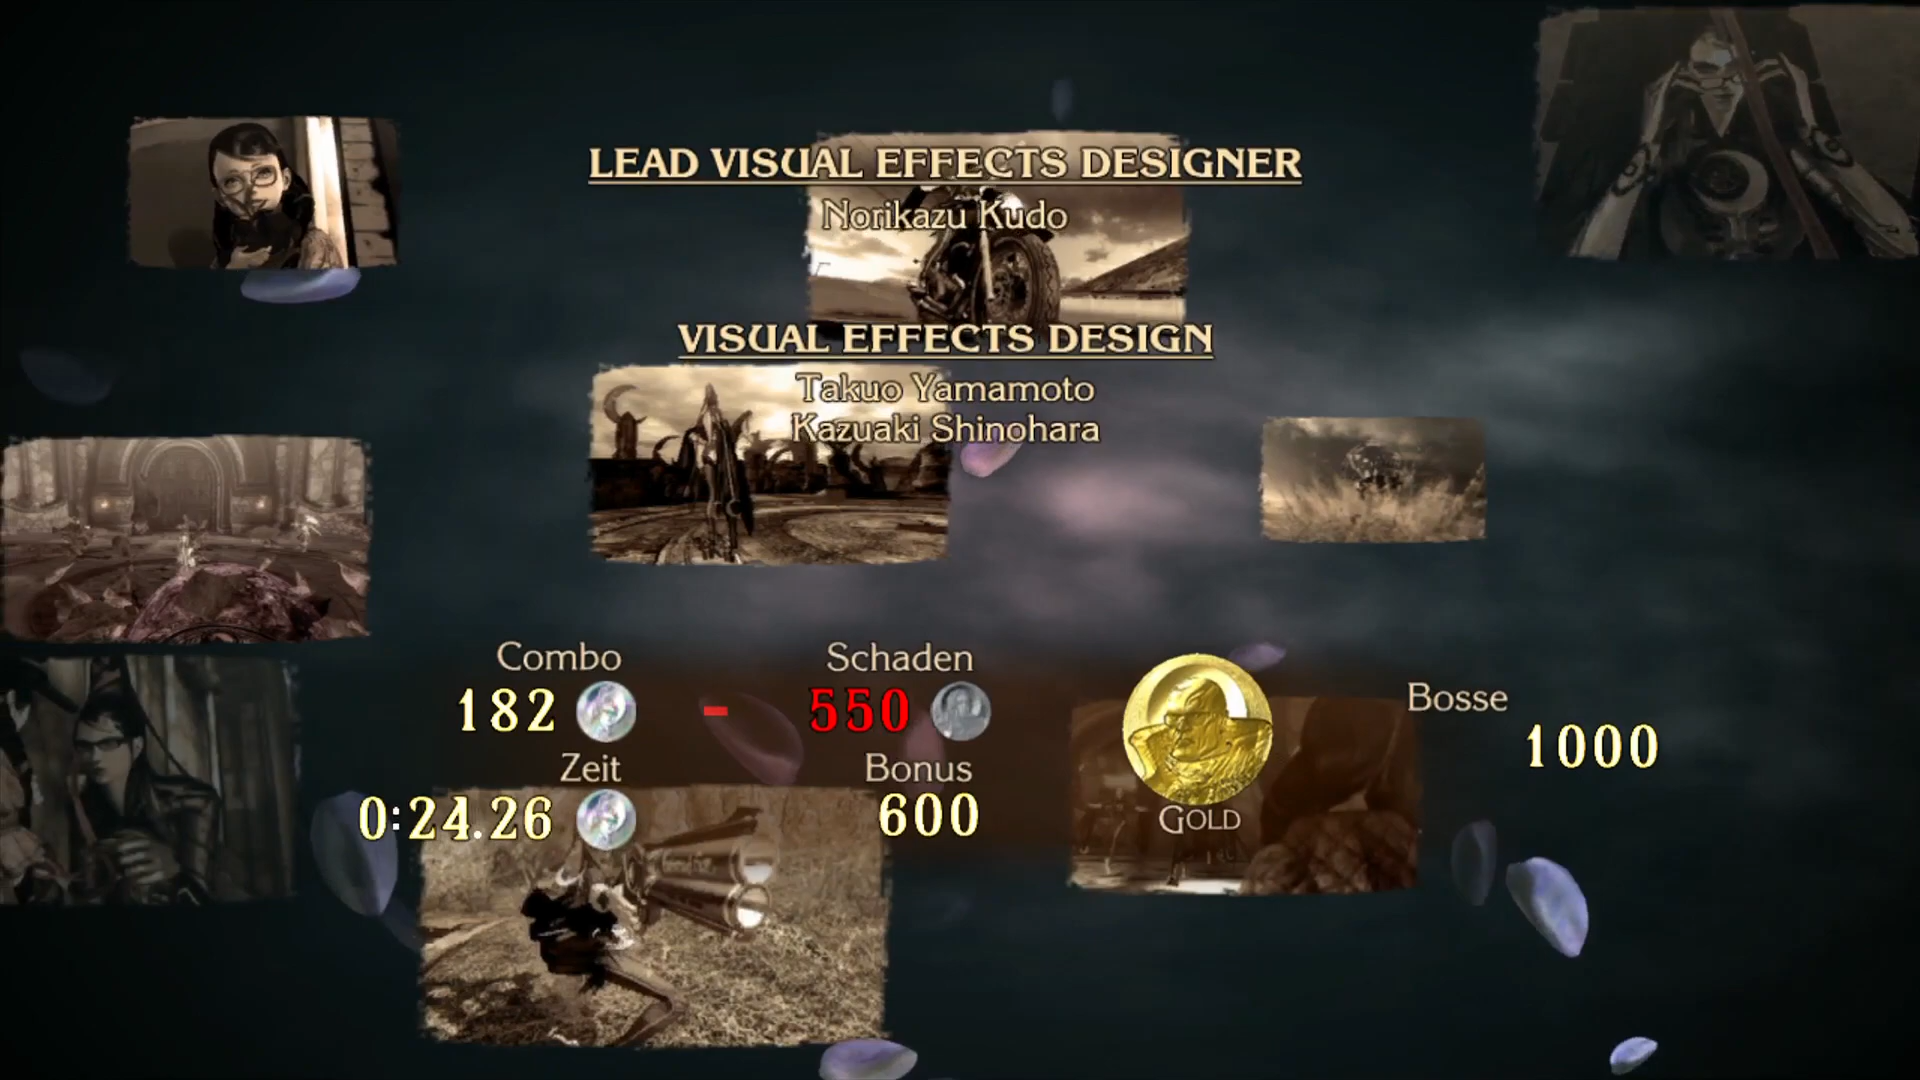 LEAD VISUAL EFFECTS DESIGNER
Norikazu Kudo
VISUAL EFFECTS DESIGN
Takuo Yamamoto
Kazuaki Shinohara
Combo
182
Schaden
- 550
Zeit
0:24.26
Bonus
600
GOLD
Bosse
1000